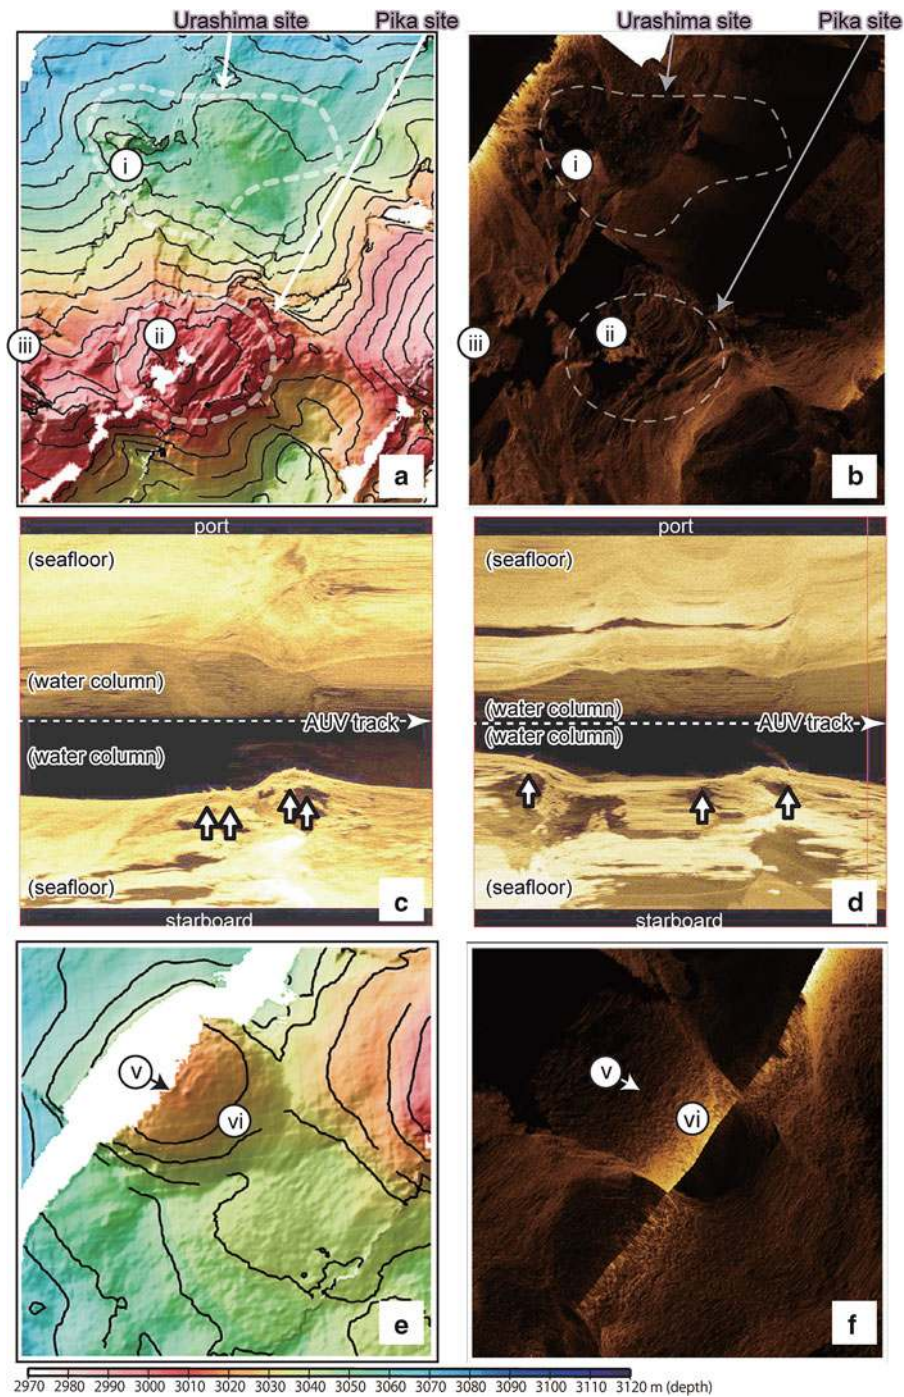 Urashima site Pika site Urashima site Pika site
i i
ii ii
iii iii
a b
port port
(seafloor) (seafloor)
(water column) (water column)
AUV track AUV track
(water column) (water column)
(seafloor) (seafloor)
c d
starboard starboard
v v
vi vi
e f
2970 2980 2990 3000 3010 3020 3030 3040 3050 3060 3070 3080 3090 3100 3110 3120 m (depth)